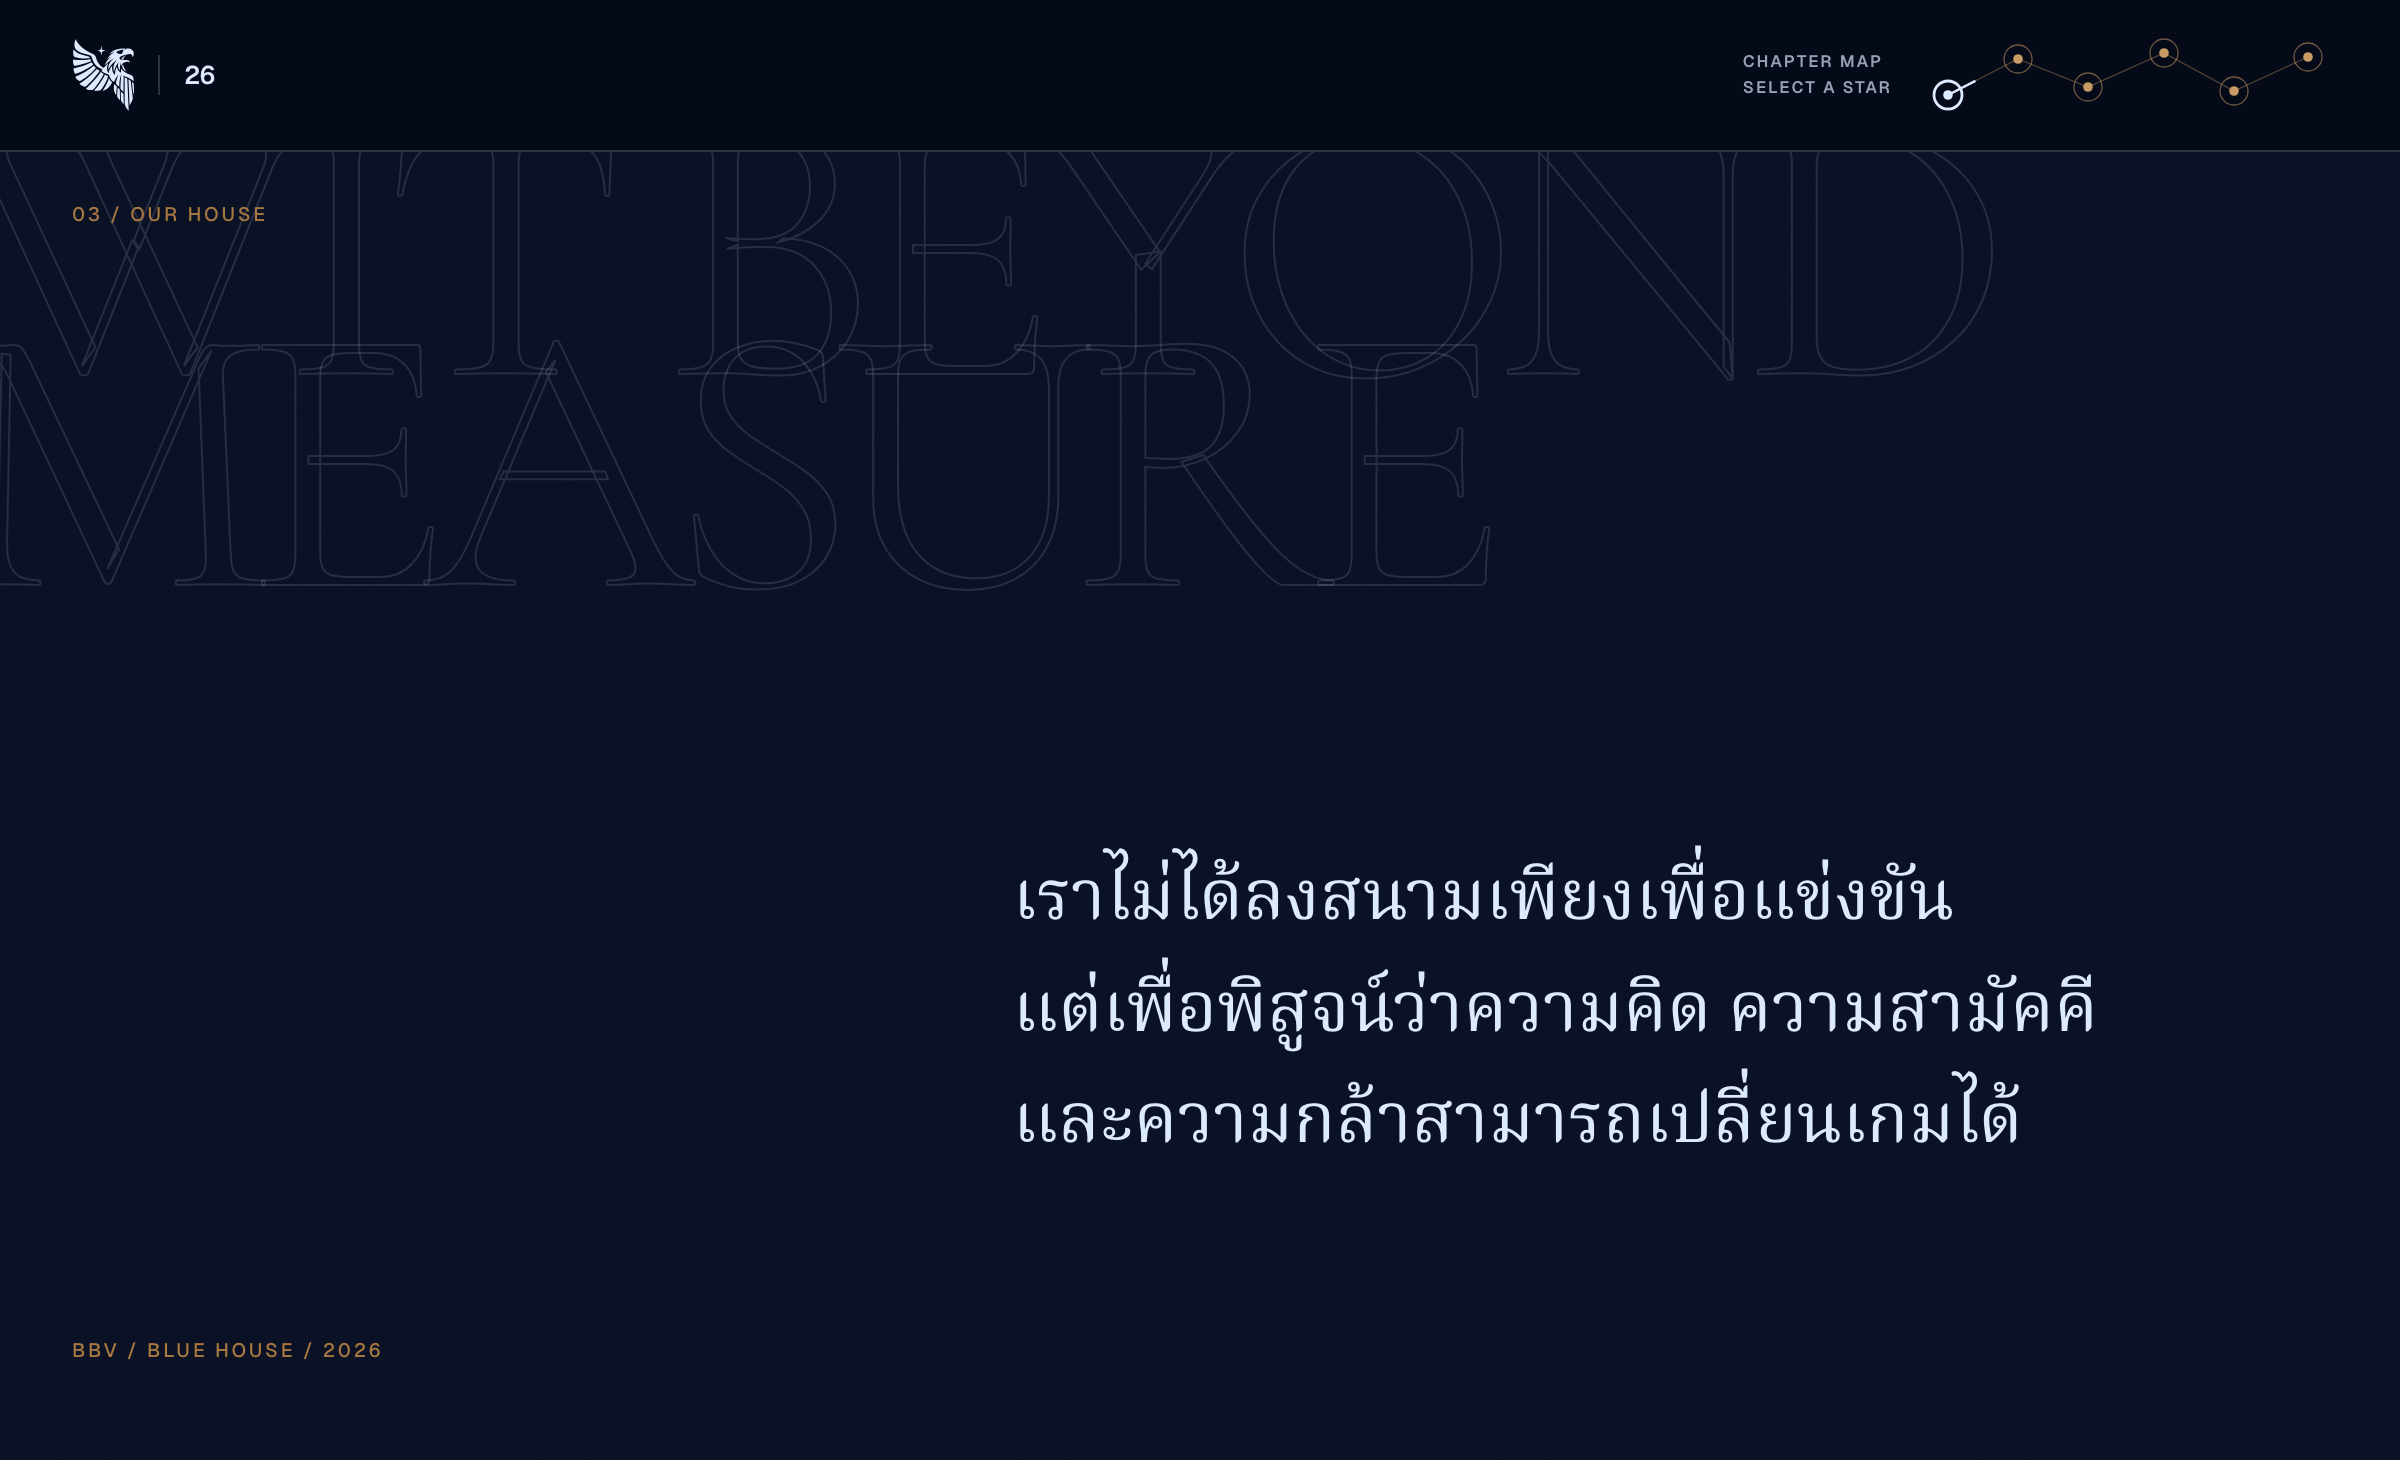 26
CHAPTER MAP
SELECT A STAR
WIT BEYOND
03 / OUR HOUSE
MEASURE
เราไม่ได้ลงสนามเพียงเพื่อแข่งขัน
แต่เพื่อพิสูจน์ว่าความคิด ความสามัคคี
และความกล้าสามารถเปลี่ยนเกมได้
BBV / BLUE HOUSE / 2026